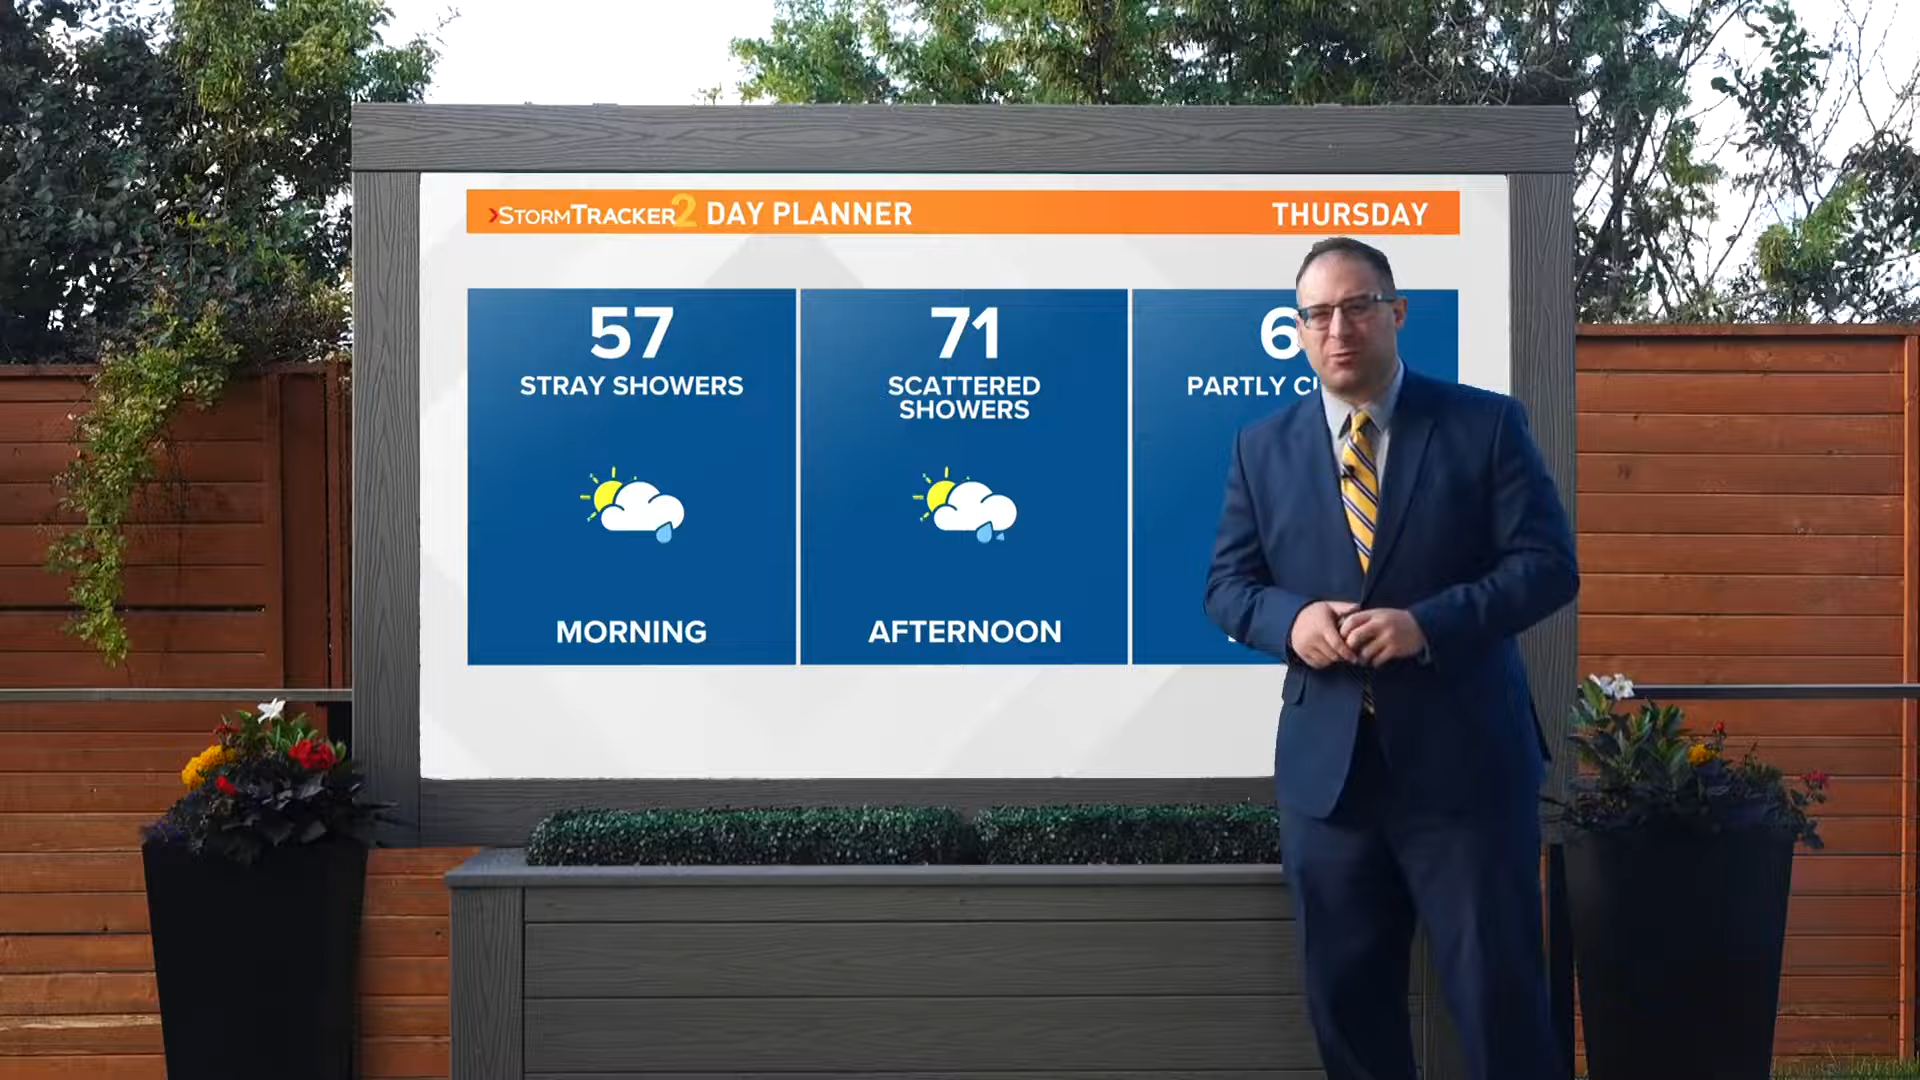 STORMTRACKER2 DAY PLANNER THURSDAY
57
STRAY SHOWERS
MORNING
71
SCATTERED
SHOWERS
AFTERNOON
PARTLY